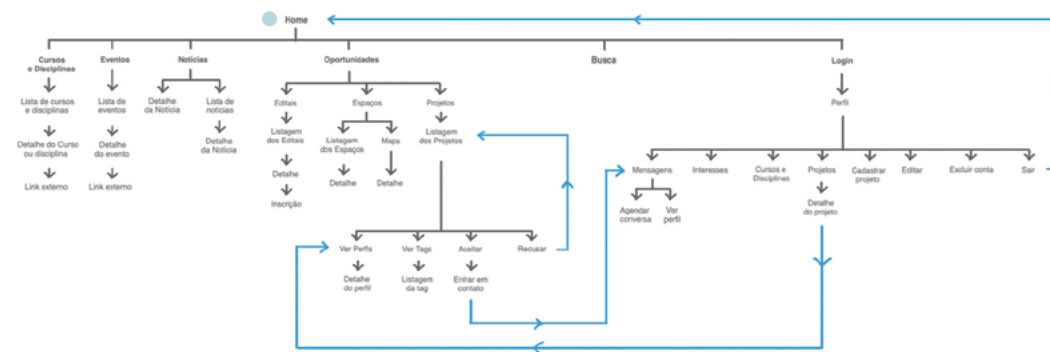 Home
Cursos
e Disciplinas
Eventos
Notícias
Oportunidades
Busca
Login
Lista de cursos
e disciplinas
Lista de
eventos
Detalhe
da Notícia
Lista de
notícias
Editais
Espaços
Projetos
Perfil
Detalhe do Curso
ou disciplina
Detalhe
do evento
Detalhe
da Notícia
Listagem
dos Editais
Listagem
dos Espaços
Mapa
Listagem
dos Projetos
Link externo
Link externo
Detalhe
Detalhe
Detalhe
Inscrição
Mensagens
Interesses
Cursos e
Disciplinas
Projetos
Cadastrar
projeto
Editar
Excluir conta
Sair
Agendar
conversa
Ver
perfil
Detalhe
do projeto
Ver Perfis
Ver Tags
Aceitar
Recusar
Detalhe
do perfil
Listagem
da tag
Entrar em
contato